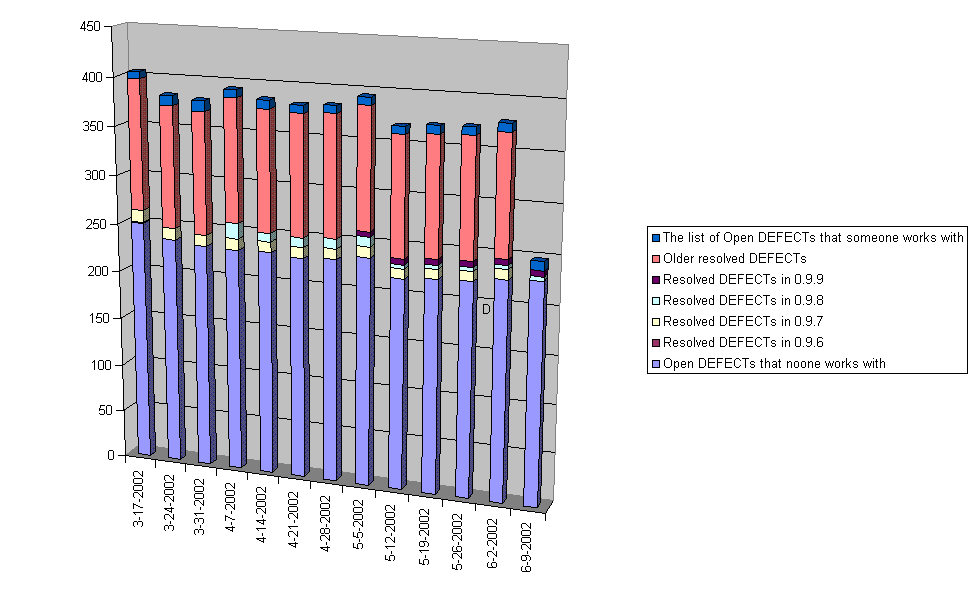 450
400
350
300
250
200
150
100
50
0
D
3-17-2002
3-24-2002
3-31-2002
4-7-2002
4-14-2002
4-21-2002
4-28-2002
5-5-2002
5-12-2002
5-19-2002
5-26-2002
6-2-2002
6-9-2002
The list of Open DEFECTs that someone works with
Older resolved DEFECTs
Resolved DEFECTs in 0.9.9
Resolved DEFECTs in 0.9.8
Resolved DEFECTs in 0.9.7
Resolved DEFECTs in 0.9.6
Open DEFECTs that noone works with